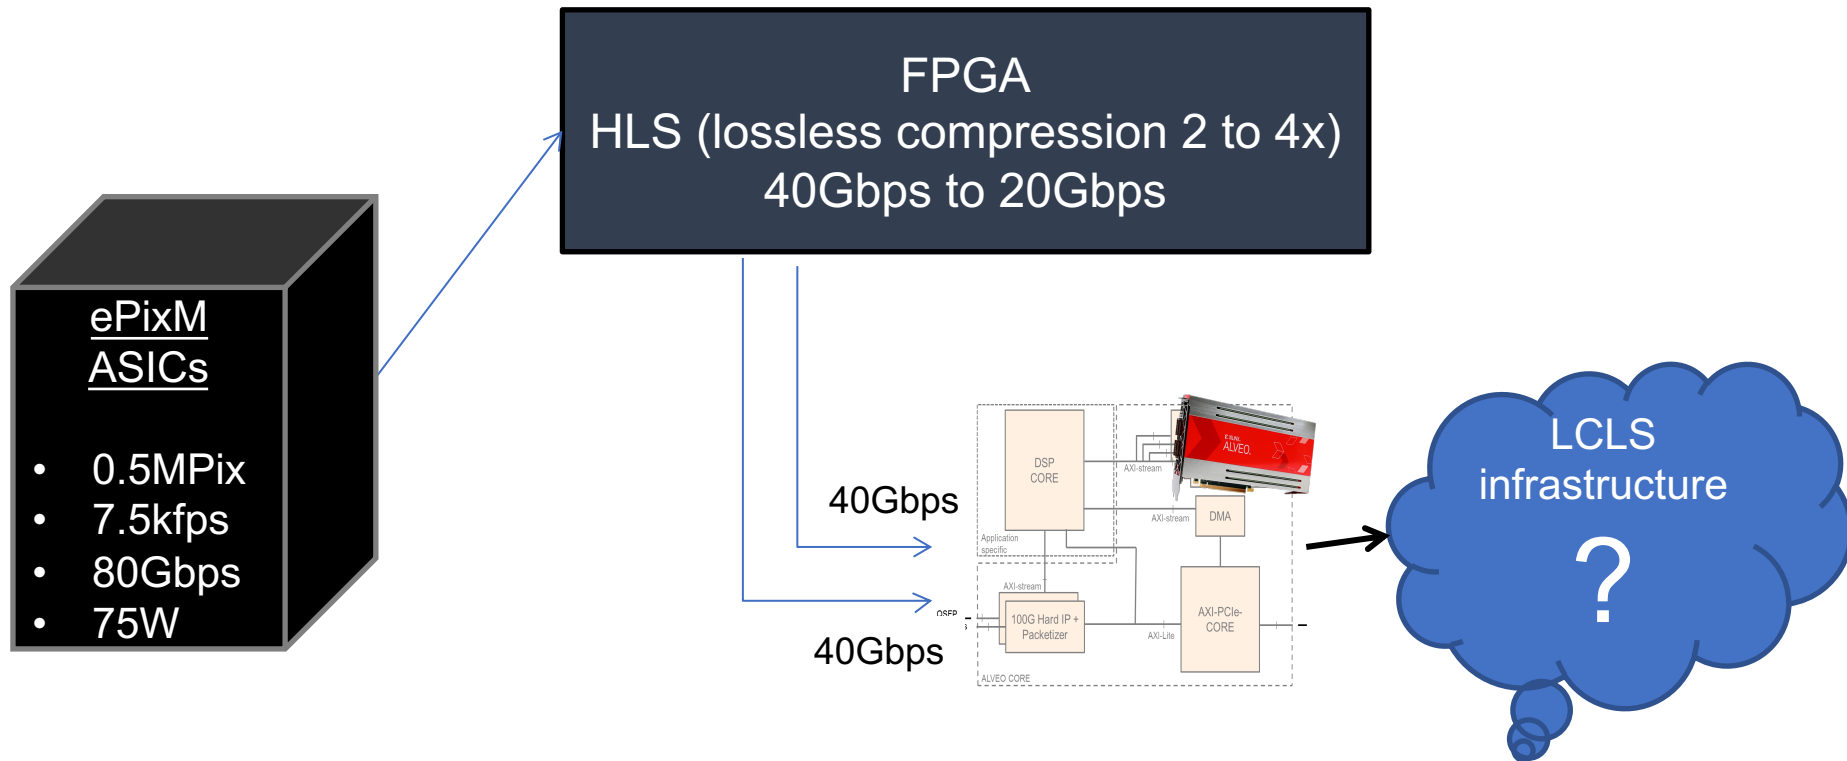 FPGA
HLS (lossless compression 2 to 4x)
40Gbps to 20Gbps
ePixM
ASICs
• 0.5MPix
• 7.5kfps
• 80Gbps
• 75W
40Gbps
40Gbps
DSP
CORE
Application
specific
AXI-stream
XILINX
ALVEO.
AXI-stream
DMA
AXI-stream
100G Hard IP +
Packetizer
AXI-Lite
AXI-PCIe-
CORE
ALVEO CORE
LCLS
infrastructure
?